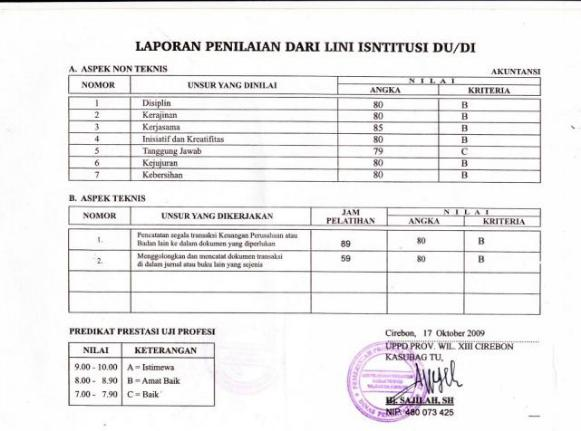 LAPORAN PENILAIAN DARI LINI ISNTITUSI DU/DI
A. ASPEK NON TEKNIS
AKUNTANSI
NOMOR UNSUR YANG DINILAI NILAI
ANGKA KRITERIA
1 Disiplin 80 B
2 Kerajinan 80 B
3 Kerjasama 85 B
4 Inisiatif dan Kreatifitas 80 B
5 Tanggung Jawab 79 C
6 Kejujuran 80 B
7 Kebersihan 80 B
B. ASPEK TEKNIS
NOMOR UNSUR YANG DIKERJAKAN JAM PELATIHAN NILAI
ANGKA KRITERIA
1. Pencatatan segala transaksi Keuangan Perusahaan atau
Badan lain ke dalam dokumen yang diperlukan 89 80 B
2. Menggolongkan dan mencatat dokumen transaksi
di dalam jurnal atau buku lain yang sejenis 59 80 B
PREDIKAT PRESTASI UJI PROFESI
NILAI KETERANGAN
9.00 - 10.00 A = Istimewa
8.00 - 8.90 B = Amat Baik
7.00 - 7.90 C = Baik
Cirebon, 17 Oktober 2009
UPPD PROV. WIL. XIII CIREBON
KASUBAG TU,
Hj. SAJILAH, SH
NIP. 480 073 425